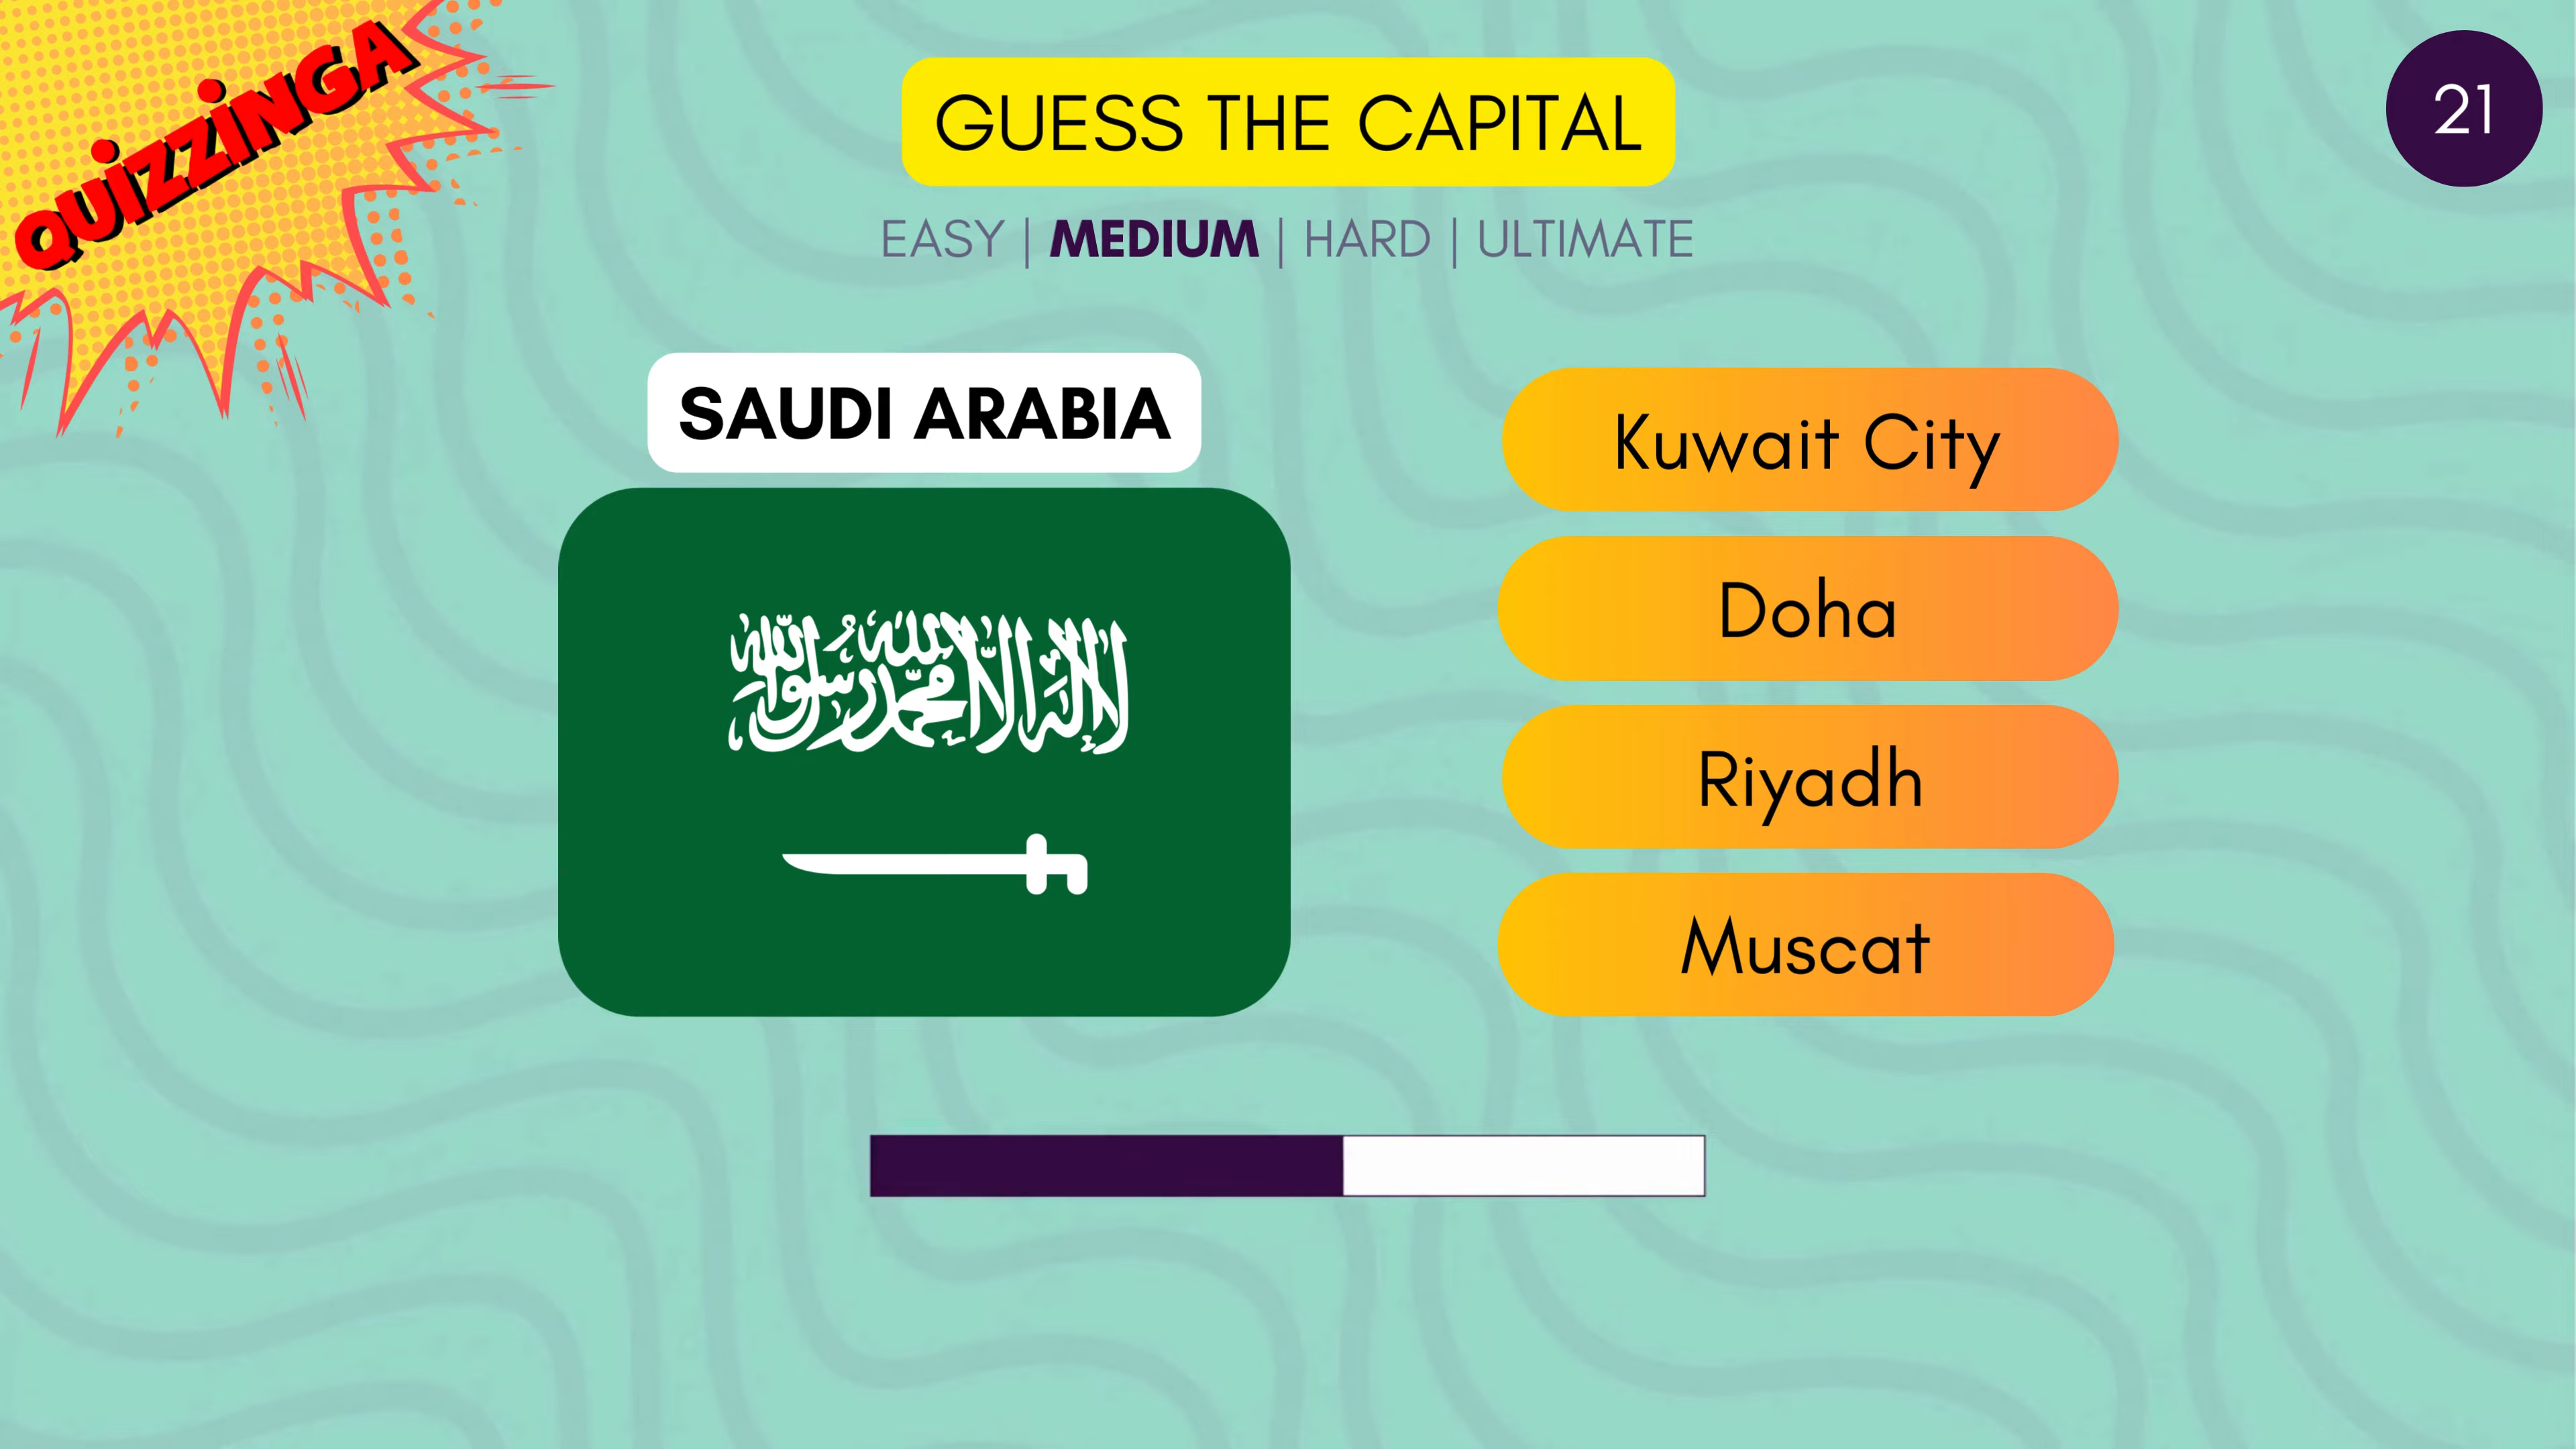 QUIZZINGA
GUESS THE CAPITAL
21
EASY | MEDIUM | HARD | ULTIMATE
SAUDI ARABIA
لا إله إلا الله محمد رسول الله
Kuwait City
Doha
Riyadh
Muscat